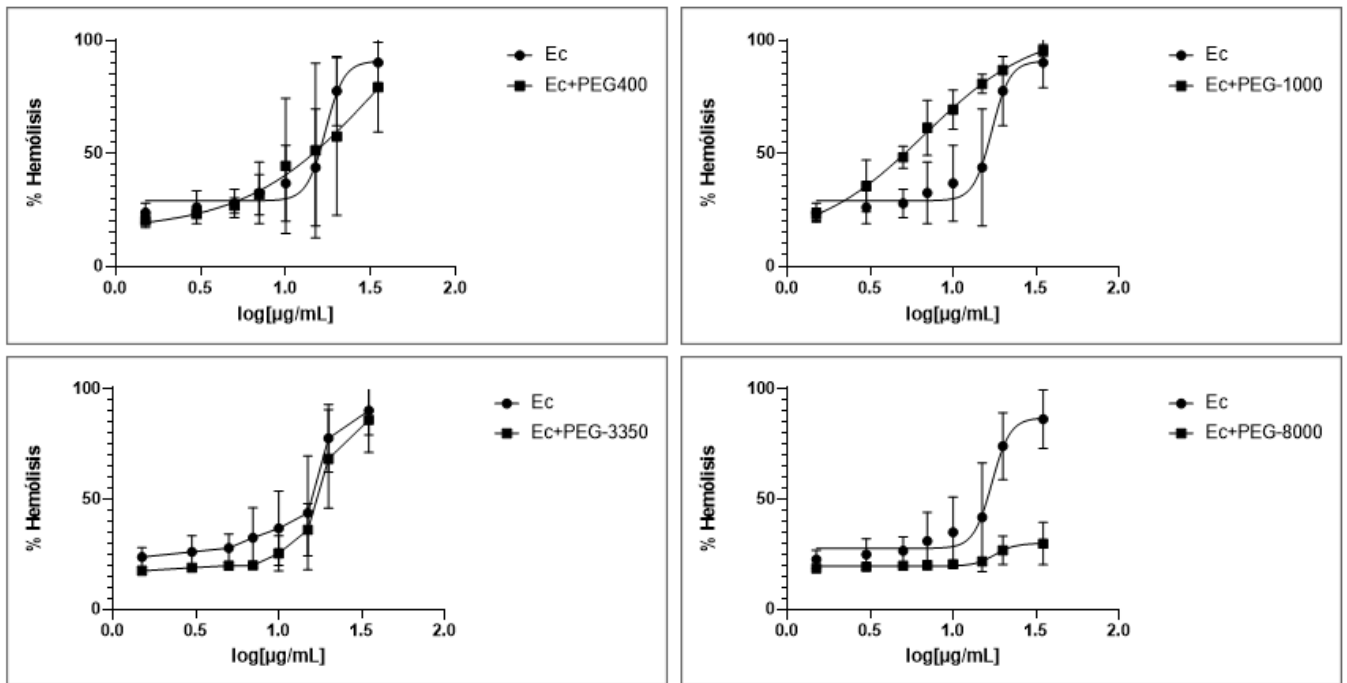 100
50
0
% Hemólisis
0.0 0.5 1.0 1.5 2.0
log[µg/mL]
Ec
Ec+PEG400
100
50
0
% Hemólisis
0.0 0.5 1.0 1.5 2.0
log[µg/mL]
Ec
Ec+PEG-1000
100
50
0
% Hemólisis
0.0 0.5 1.0 1.5 2.0
log[µg/mL]
Ec
Ec+PEG-3350
100
50
0
% Hemólisis
0.0 0.5 1.0 1.5 2.0
log[µg/mL]
Ec
Ec+PEG-8000